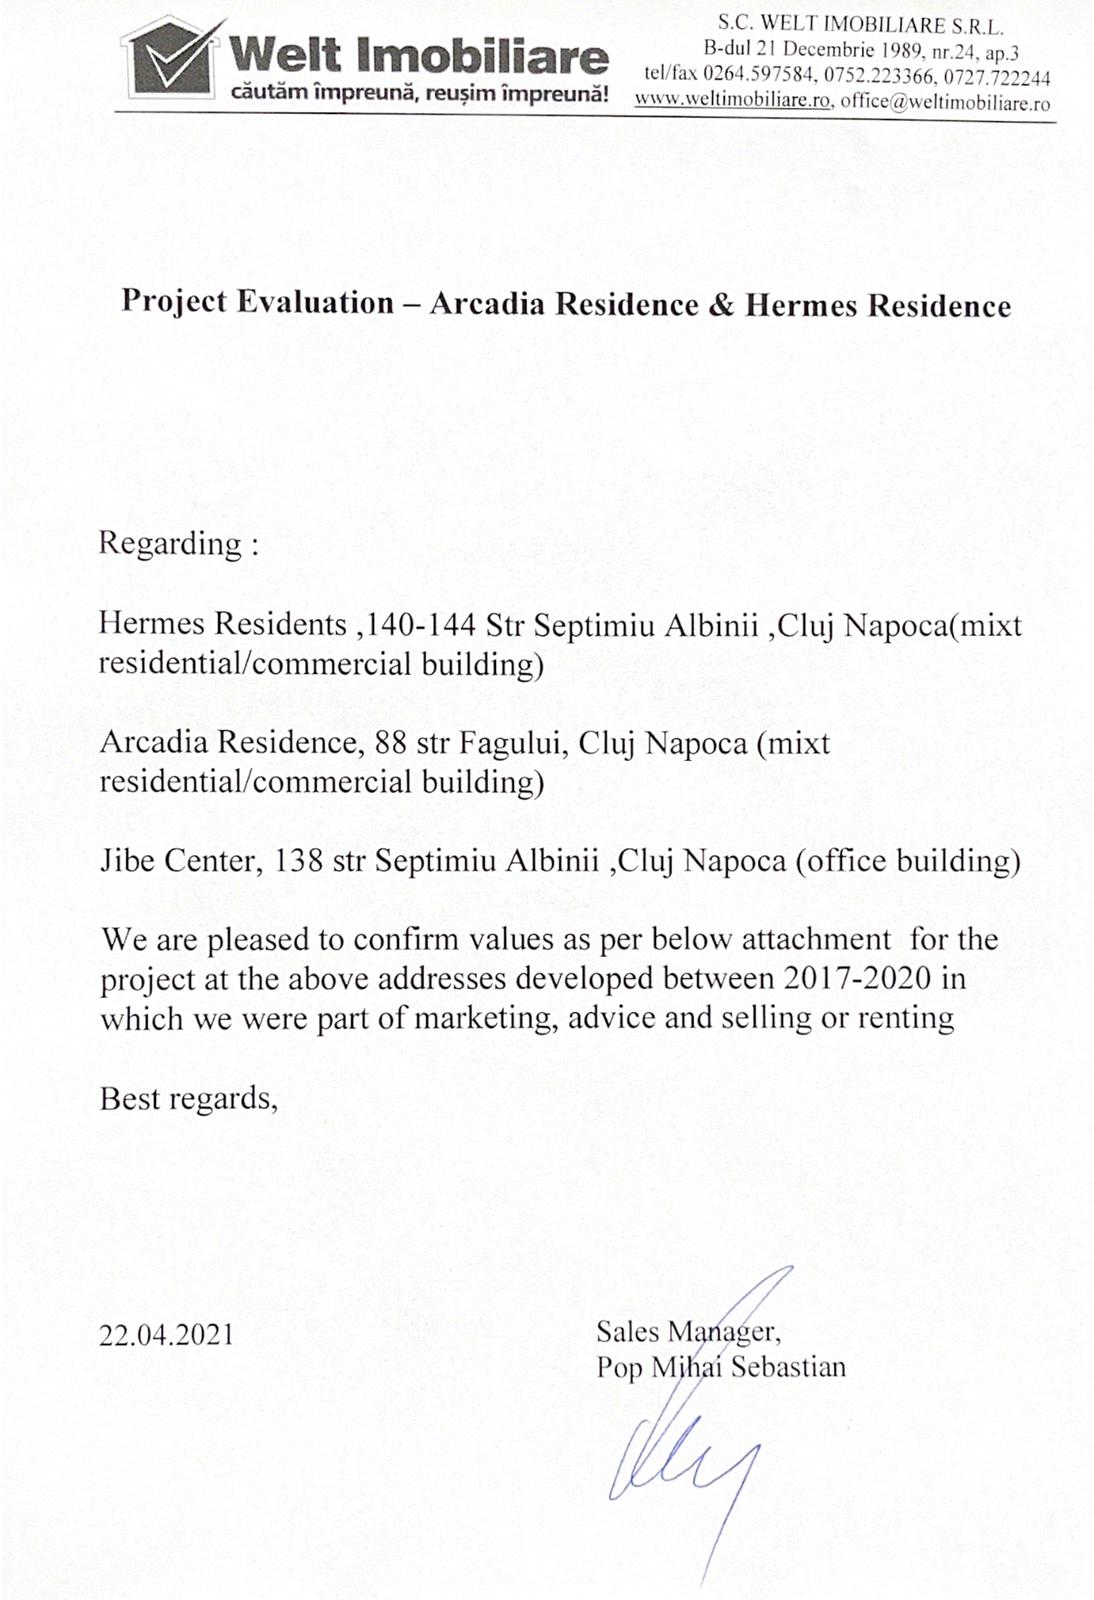 Welt Imobiliare
căutăm împreună, reușim împreună!
S.C. WELT IMOBILIARE S.R.L.
B-dul 21 Decembrie 1989, nr.24, ap.3
tel/fax 0264.597584, 0752.223366, 0727.722244
www.weltimobiliare.ro, office@weltimobiliare.ro
Project Evaluation – Arcadia Residence & Hermes Residence
Regarding :
Hermes Residents ,140-144 Str Septimiu Albinii ,Cluj Napoca(mixt
residential/commercial building)
Arcadia Residence, 88 str Fagului, Cluj Napoca (mixt
residential/commercial building)
Jibe Center, 138 str Septimiu Albinii ,Cluj Napoca (office building)
We are pleased to confirm values as per below attachment  for the
project at the above addresses developed between 2017-2020 in
which we were part of marketing, advice and selling or renting
Best regards,
22.04.2021
Sales Manager,
Pop Mihai Sebastian